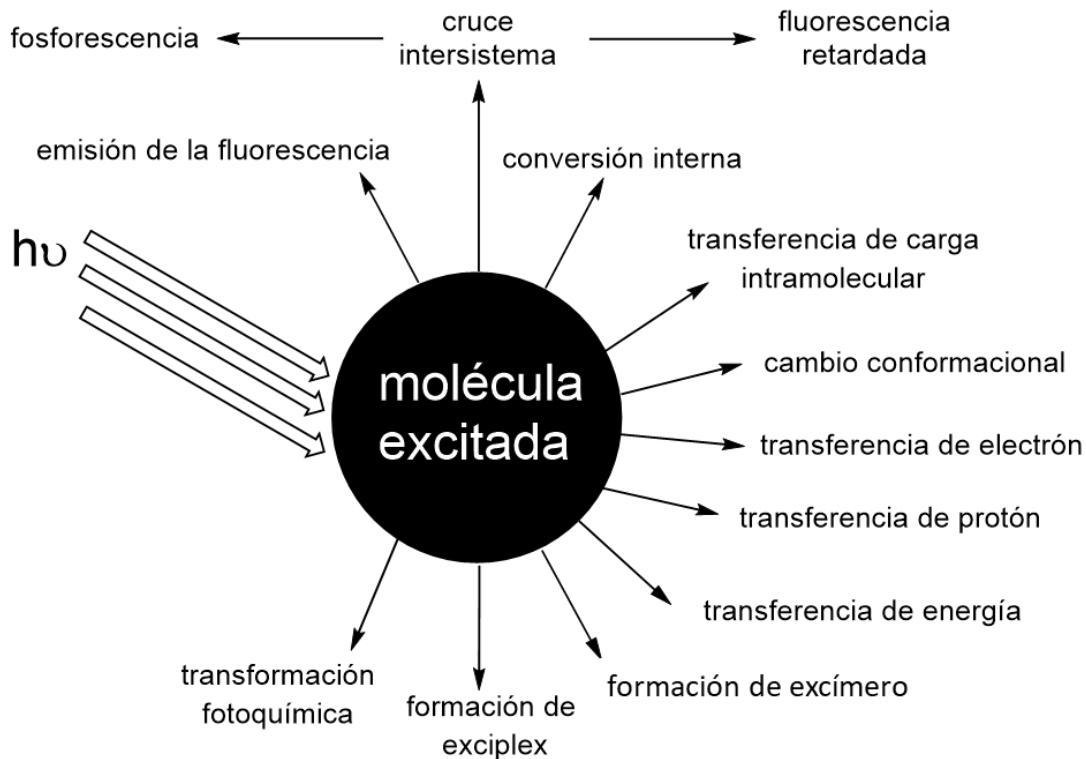 fosforescencia
cruce
intersistema
fluorescencia
retardada
emisión de la fluorescencia
conversión interna
hυ
transferencia de carga
intramolecular
molécula
excitada
cambio conformacional
transferencia de electrón
transferencia de protón
transferencia de energía
formación de excímero
formación de
exciplex
transformación
fotoquímica